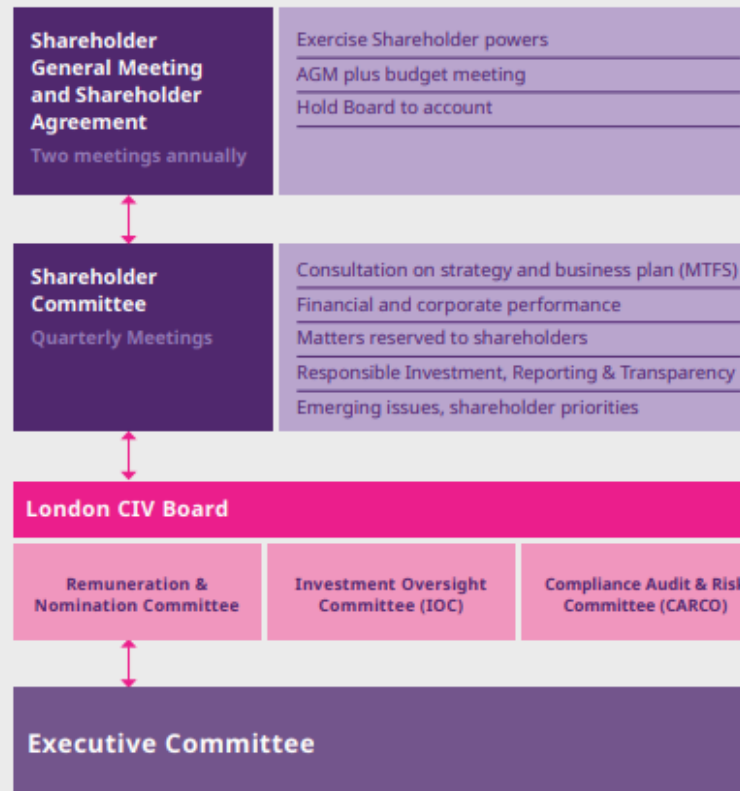 Shareholder
General Meeting
and Shareholder
Agreement
Two meetings annually
Exercise Shareholder powers
AGM plus budget meeting
Hold Board to account
Shareholder
Committee
Quarterly Meetings
Consultation on strategy and business plan (MTFS)
Financial and corporate performance
Matters reserved to shareholders
Responsible Investment, Reporting & Transparency
Emerging issues, shareholder priorities
London CIV Board
Remuneration &
Nomination Committee
Investment Oversight
Committee (IOC)
Compliance Audit & Risk
Committee (CARCO)
Executive Committee